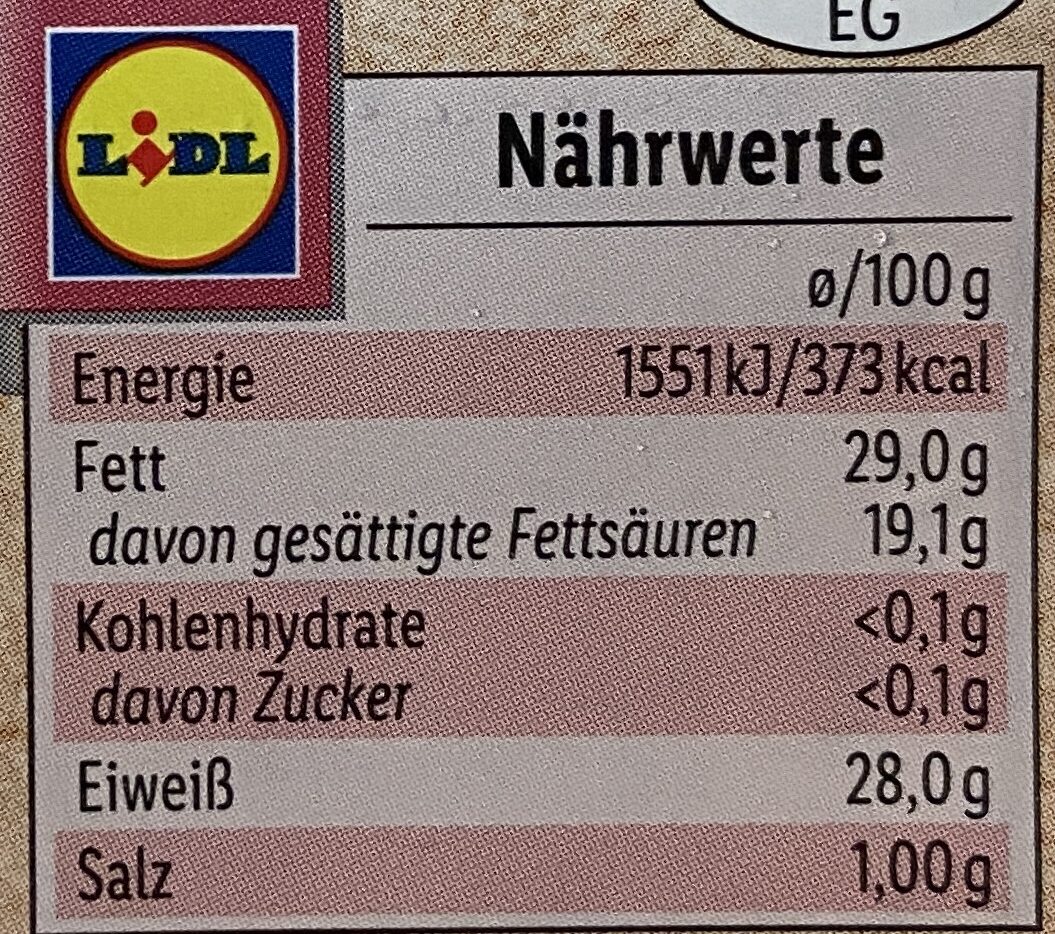 EG
LiDL
Nährwerte
ø/100 g
Energie 1551 kJ/373 kcal
Fett 29,0 g
davon gesättigte Fettsäuren 19,1 g
Kohlenhydrate <0,1 g
davon Zucker <0,1 g
Eiweiß 28,0 g
Salz 1,00 g